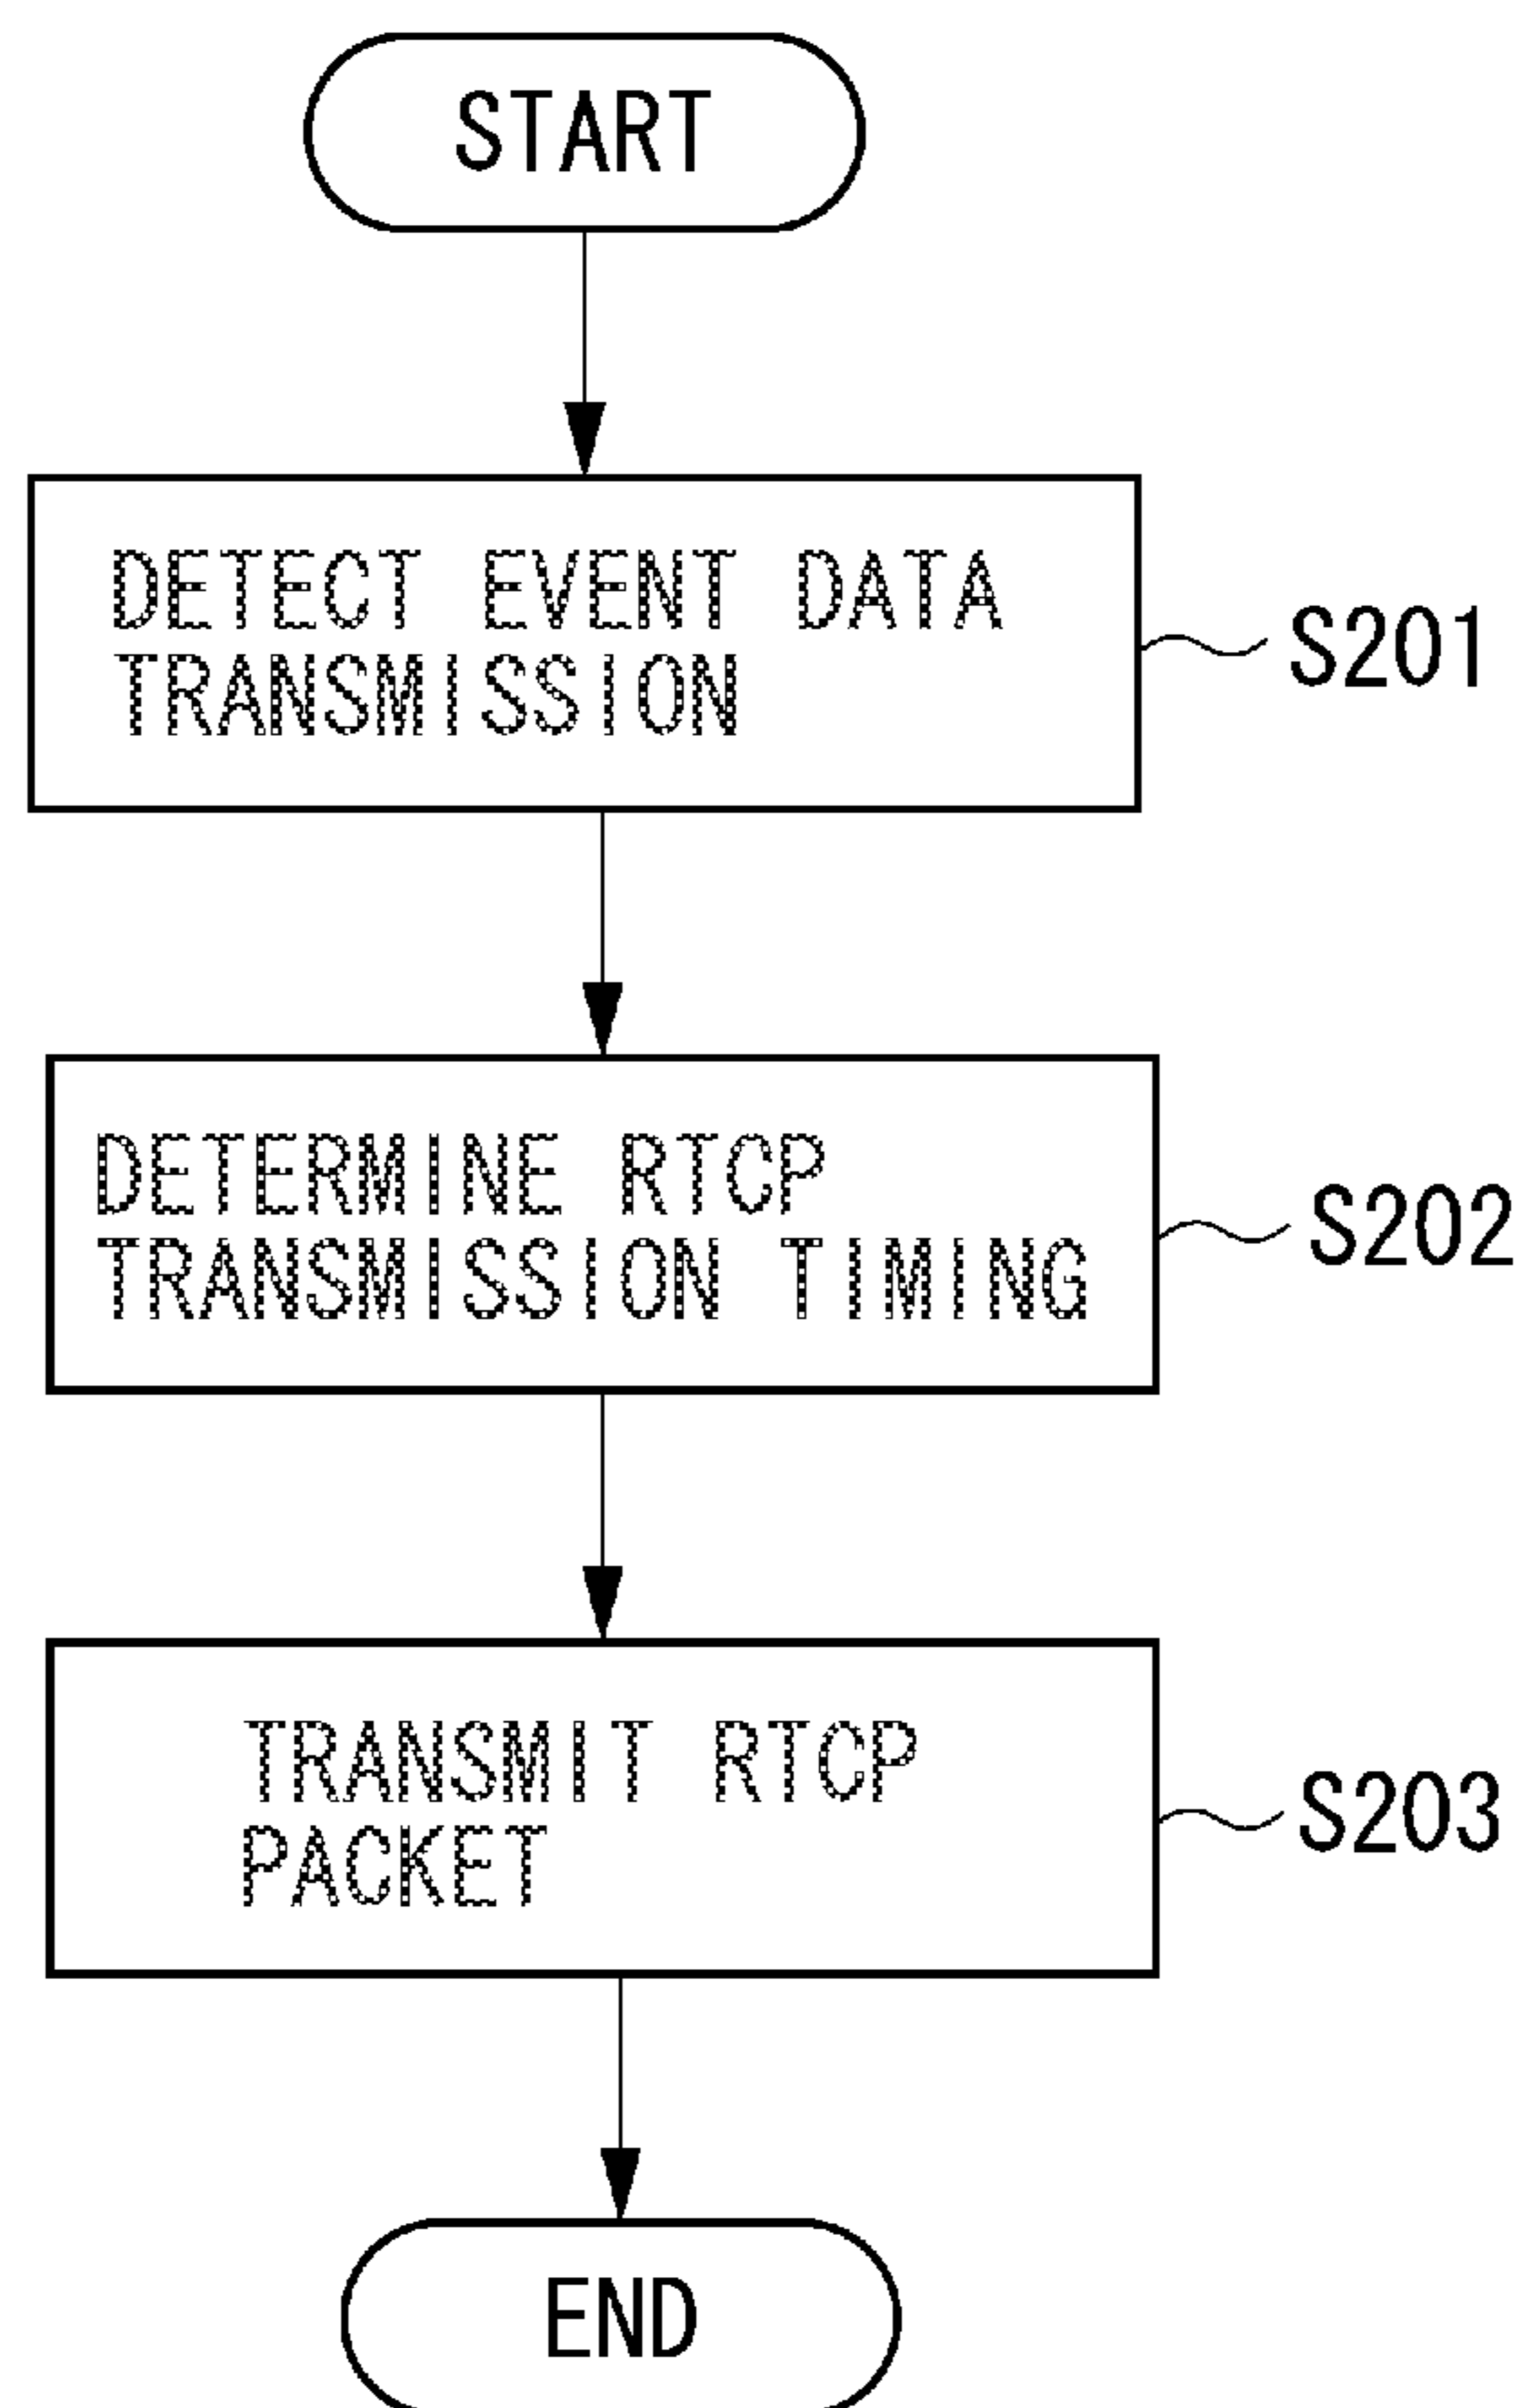 START
DETECT EVENT DATA
TRANSMISSION
S201
DETERMINE RTCP
TRANSMISSION TIMING
S202
TRANSMIT RTCP
PACKET
S203
END